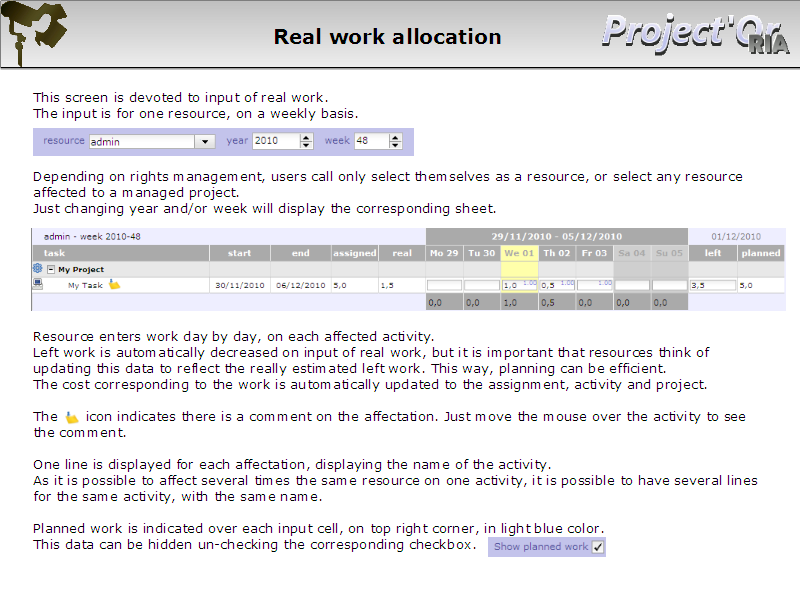 Real work allocation
Project'Or
RIA
This screen is devoted to input of real work.
The input is for one resource, on a weekly basis.
resource admin year 2010 week 48
Depending on rights management, users call only select themselves as a resource, or select any resource
affected to a managed project.
Just changing year and/or week will display the corresponding sheet.
admin - week 2010-48 29/11/2010 - 05/12/2010 01/12/2010
task start end assigned real Mo 29 Tu 30 We 01 Th 02 Fr 03 Sa 04 Su 05 left planned
My Project
My Task 30/11/2010 06/12/2010 5,0 1,5 1,0 1.00 0,5 1.00 1.00 3,5 5,0
0,0 0,0 1,0 0,5 0,0 0,0 0,0
Resource enters work day by day, on each affected activity.
Left work is automatically decreased on input of real work, but it is important that resources think of
updating this data to reflect the really estimated left work. This way, planning can be efficient.
The cost corresponding to the work is automatically updated to the assignment, activity and project.
The icon indicates there is a comment on the affectation. Just move the mouse over the activity to see
the comment.
One line is displayed for each affectation, displaying the name of the activity.
As it is possible to affect several times the same resource on one activity, it is possible to have several lines
for the same activity, with the same name.
Planned work is indicated over each input cell, on top right corner, in light blue color.
This data can be hidden un-checking the corresponding checkbox. Show planned work